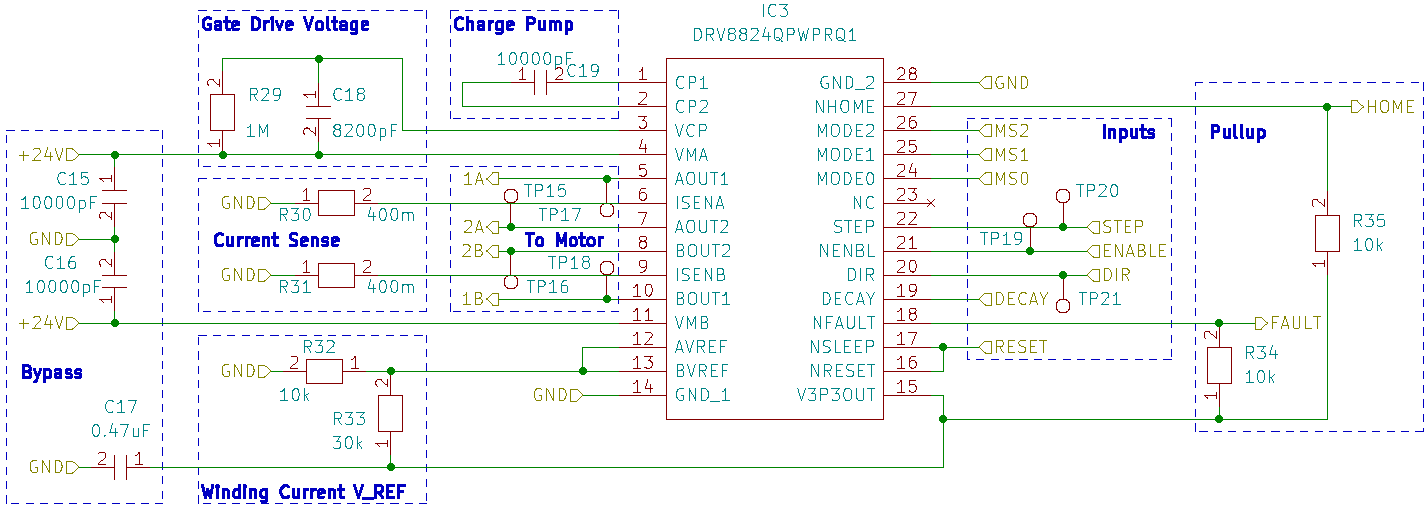 IC3
DRV8824QPWPRQ1
Gate Drive Voltage
2
R29
1M
1
1
C18
8200pF
2
Charge Pump
10000pF
1
2
C19
+24V
C15
1
10000pF
2
GND
C16
2
10000pF
1
+24V
Bypass
C17
0.47uF
GND
2
1
GND
1
2
R30
400m
Current Sense
GND
1
2
R31
400m
1A
TP15
TP17
2A
To Motor
2B
TP18
TP16
1B
R32
GND
2
1
10k
2
R33
30k
1
Winding Current V_REF
GND
1 CP1
2 CP2
3 VCP
4 VMA
5 AOUT1
6 ISENA
7 AOUT2
8 BOUT2
9 ISENB
10 BOUT1
11 VMB
12 AVREF
13 BVREF
14 GND_1
GND_2 28
NHOME 27
MODE2 26
MODE1 25
MODE0 24
NC 23
STEP 22
NENBL 21
DIR 20
DECAY 19
NFAULT 18
NSLEEP 17
NRESET 16
V3P3OUT 15
GND
Inputs
MS2
MS1
MS0
TP20
STEP
TP19
ENABLE
DIR
TP21
DECAY
RESET
Pullup
HOME
2
R35
10k
1
FAULT
2
R34
10k
1